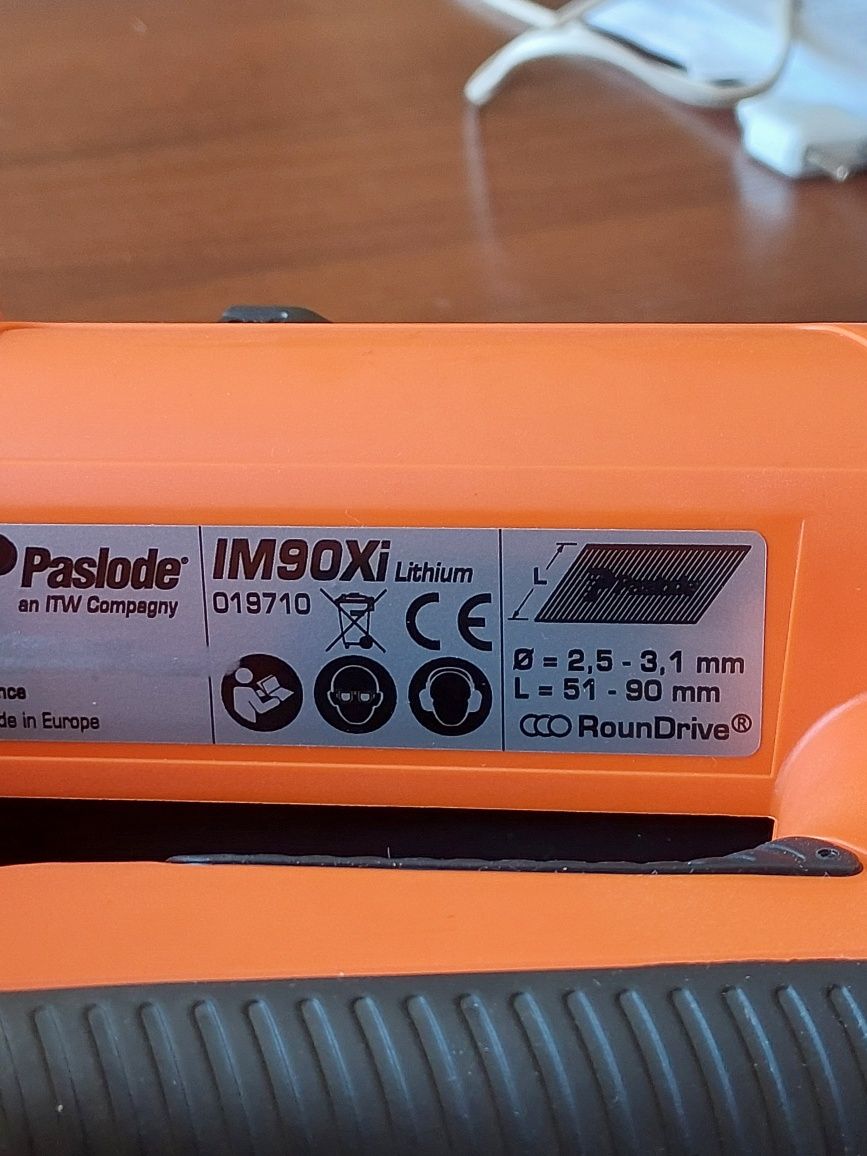 Paslode
an ITW Compagny
de in Europe
IM90Xi Lithium
019710
CE
L
Paslode
Ø = 2,5 - 3,1 mm
L = 51 - 90 mm
RounDrive®